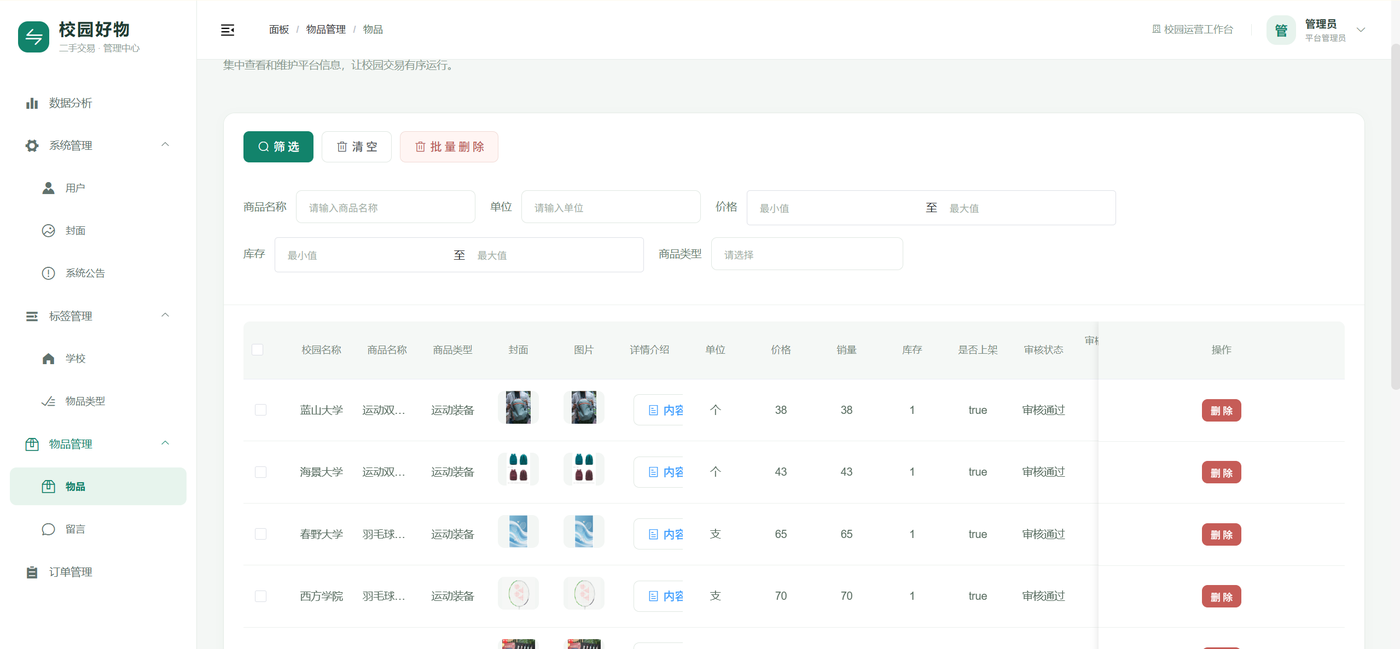 校园好物
二手交易 · 管理中心
面板 / 物品管理 / 物品
校园运营工作台
管
管理员
平台管理员
数据分析
系统管理
用户
封面
系统公告
标签管理
学校
物品类型
物品管理
物品
留言
订单管理
集中查看和维护平台信息，让校园交易有序运行。
筛 选 清 空 批 量 删 除
商品名称 请输入商品名称 单位 请输入单位 价格 最小值 至 最大值
库存 最小值 至 最大值 商品类型 请选择
校园名称 商品名称 商品类型 封面 图片 详情介绍 单位 价格 销量 库存 是否上架 审核状态 操作
蓝山大学 运动双... 运动装备 内容 个 38 38 1 true 审核通过 删 除
海景大学 运动双... 运动装备 内容 个 43 43 1 true 审核通过 删 除
春野大学 羽毛球... 运动装备 内容 支 65 65 1 true 审核通过 删 除
西方学院 羽毛球... 运动装备 内容 支 70 70 1 true 审核通过 删 除